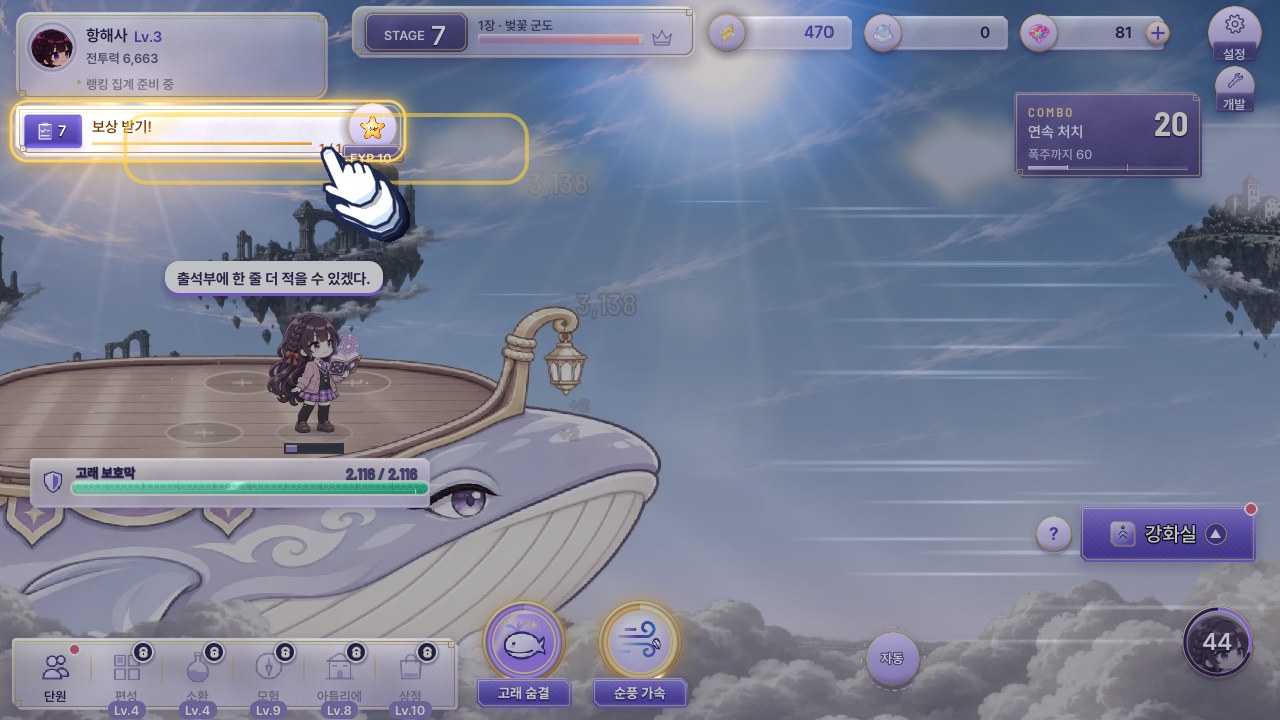 항해사 Lv.3
전투력 6,663
* 랭킹 집계 준비 중
STAGE 7
1장 · 벚꽃 군도
470
0
81
설정
개발
7
보상 받기!
1/1
EXP 10
COMBO
연속 처치
20
폭주까지 60
3,138
출석부에 한 줄 더 적을 수 있겠다.
3,138
+2
고래 보호막
2,116 / 2,116
?
강화실
44
자동
단원
편성
소환
모험
아틀리에
상점
Lv.4
Lv.4
Lv.9
Lv.8
Lv.10
고래 숨결
순풍 가속